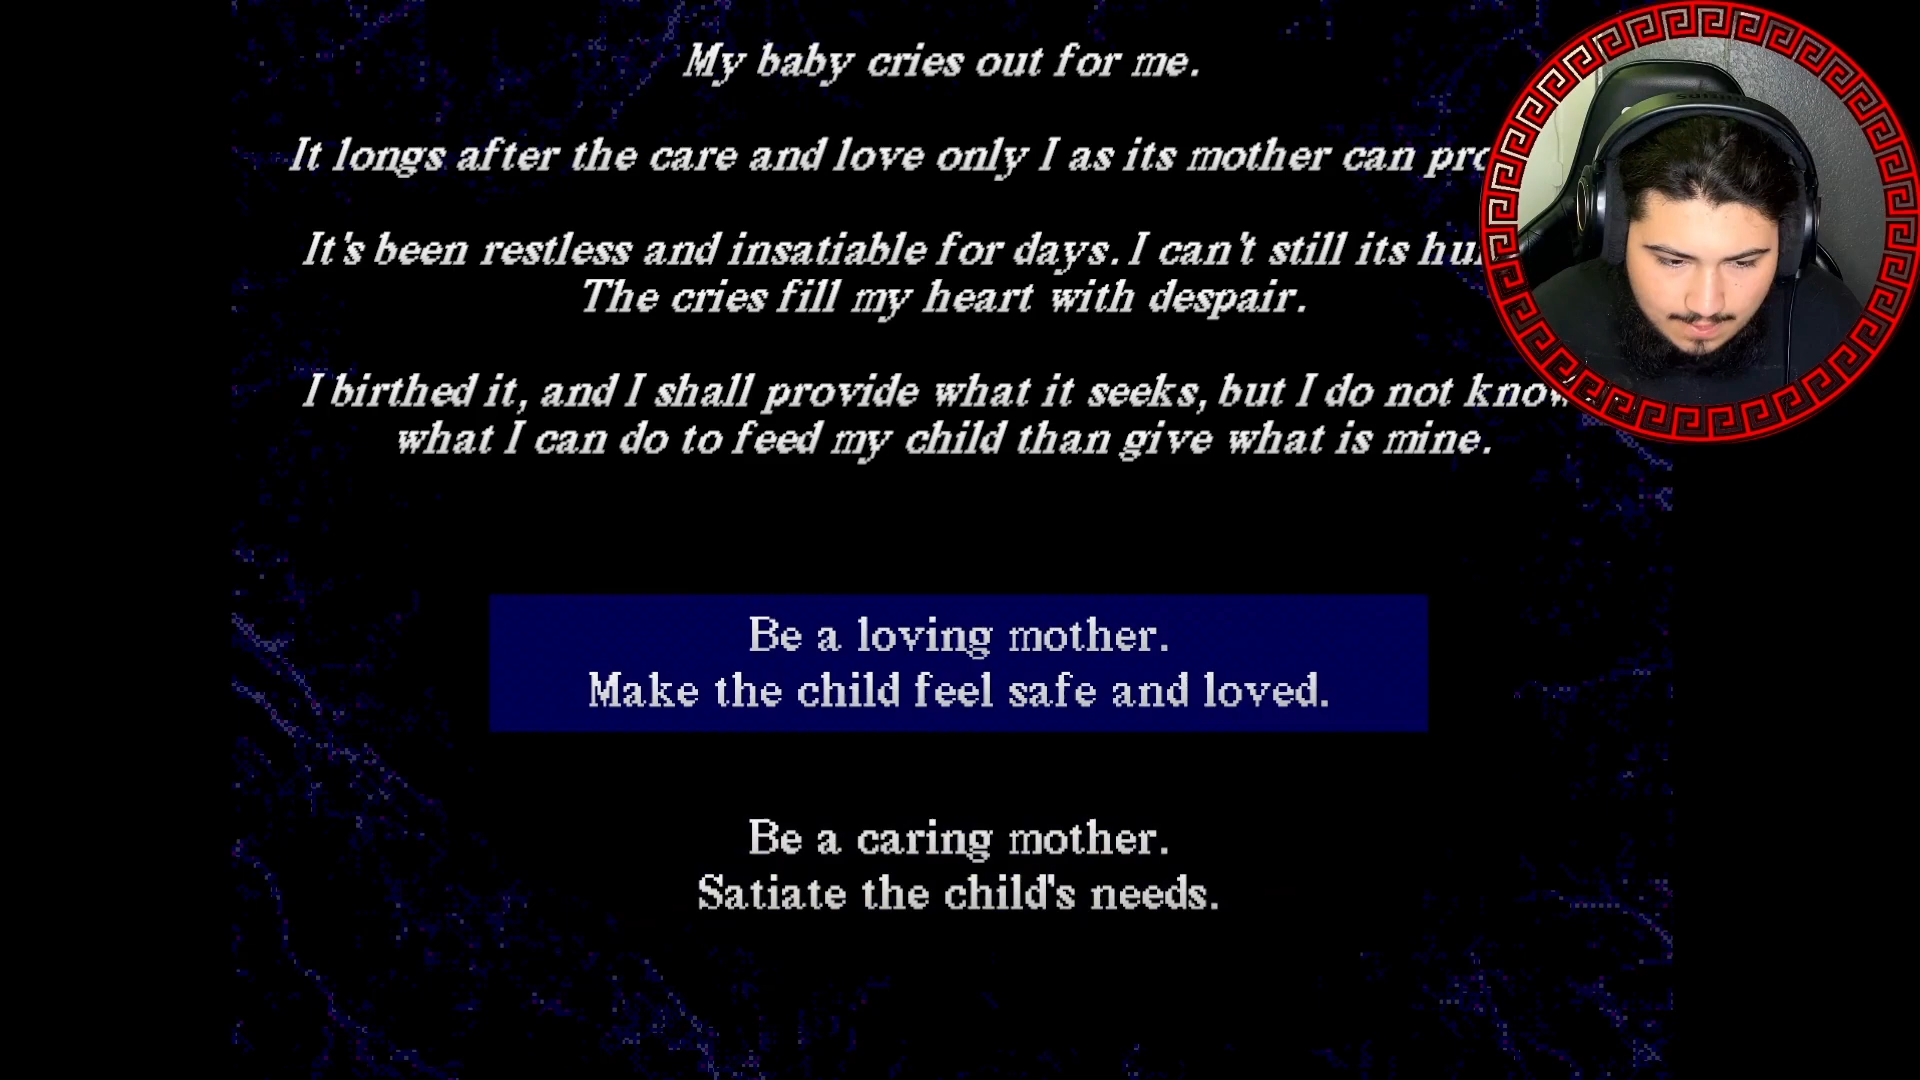 My baby cries out for me.
It longs after the care and love only I as its mother can
It's been restless and insatiable for days. I can't still its
The cries fill my heart with despair.
I birthed it, and I shall provide what it seeks, but I do not know
what I can do to feed my child than give what is mine.
Be a loving mother.
Make the child feel safe and loved.
Be a caring mother.
Satiate the child's needs.